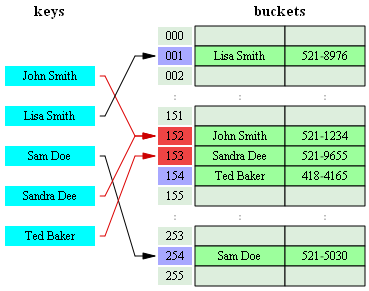 keys
buckets
000
001 Lisa Smith 521-8976
002
: : :
151
152 John Smith 521-1234
153 Sandra Dee 521-9655
154 Ted Baker 418-4165
155
: : :
253
254 Sam Doe 521-5030
255
John Smith
Lisa Smith
Sam Doe
Sandra Dee
Ted Baker